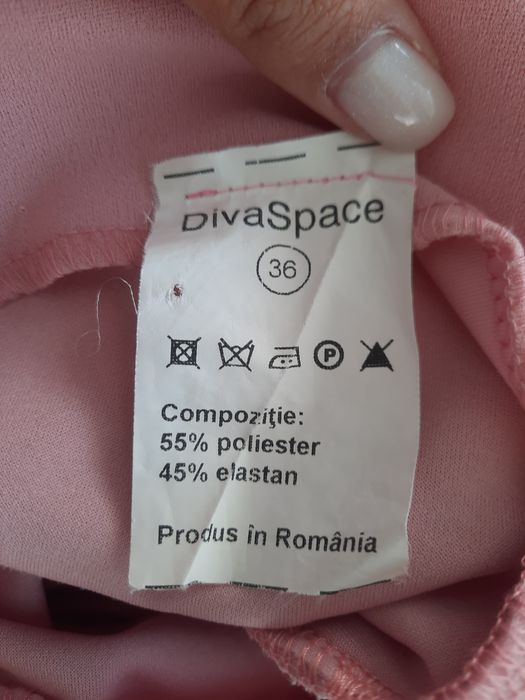 DivaSpace
36
P
Compoziţie:
55% poliester
45% elastan
Produs în România